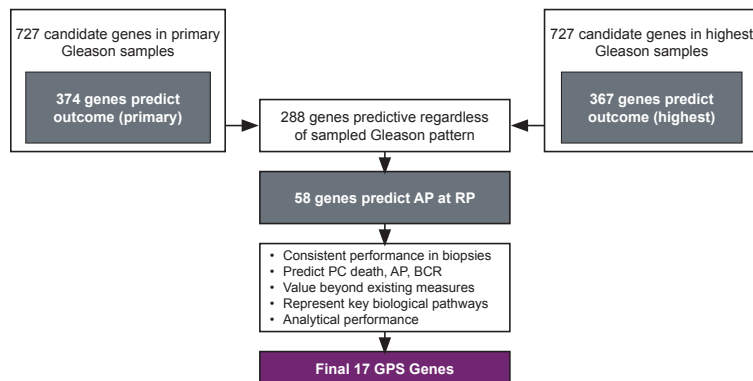 727 candidate genes in primary
Gleason samples
374 genes predict
outcome (primary)
727 candidate genes in highest
Gleason samples
367 genes predict
outcome (highest)
288 genes predictive regardless
of sampled Gleason pattern
58 genes predict AP at RP
• Consistent performance in biopsies
• Predict PC death, AP, BCR
• Value beyond existing measures
• Represent key biological pathways
• Analytical performance
Final 17 GPS Genes